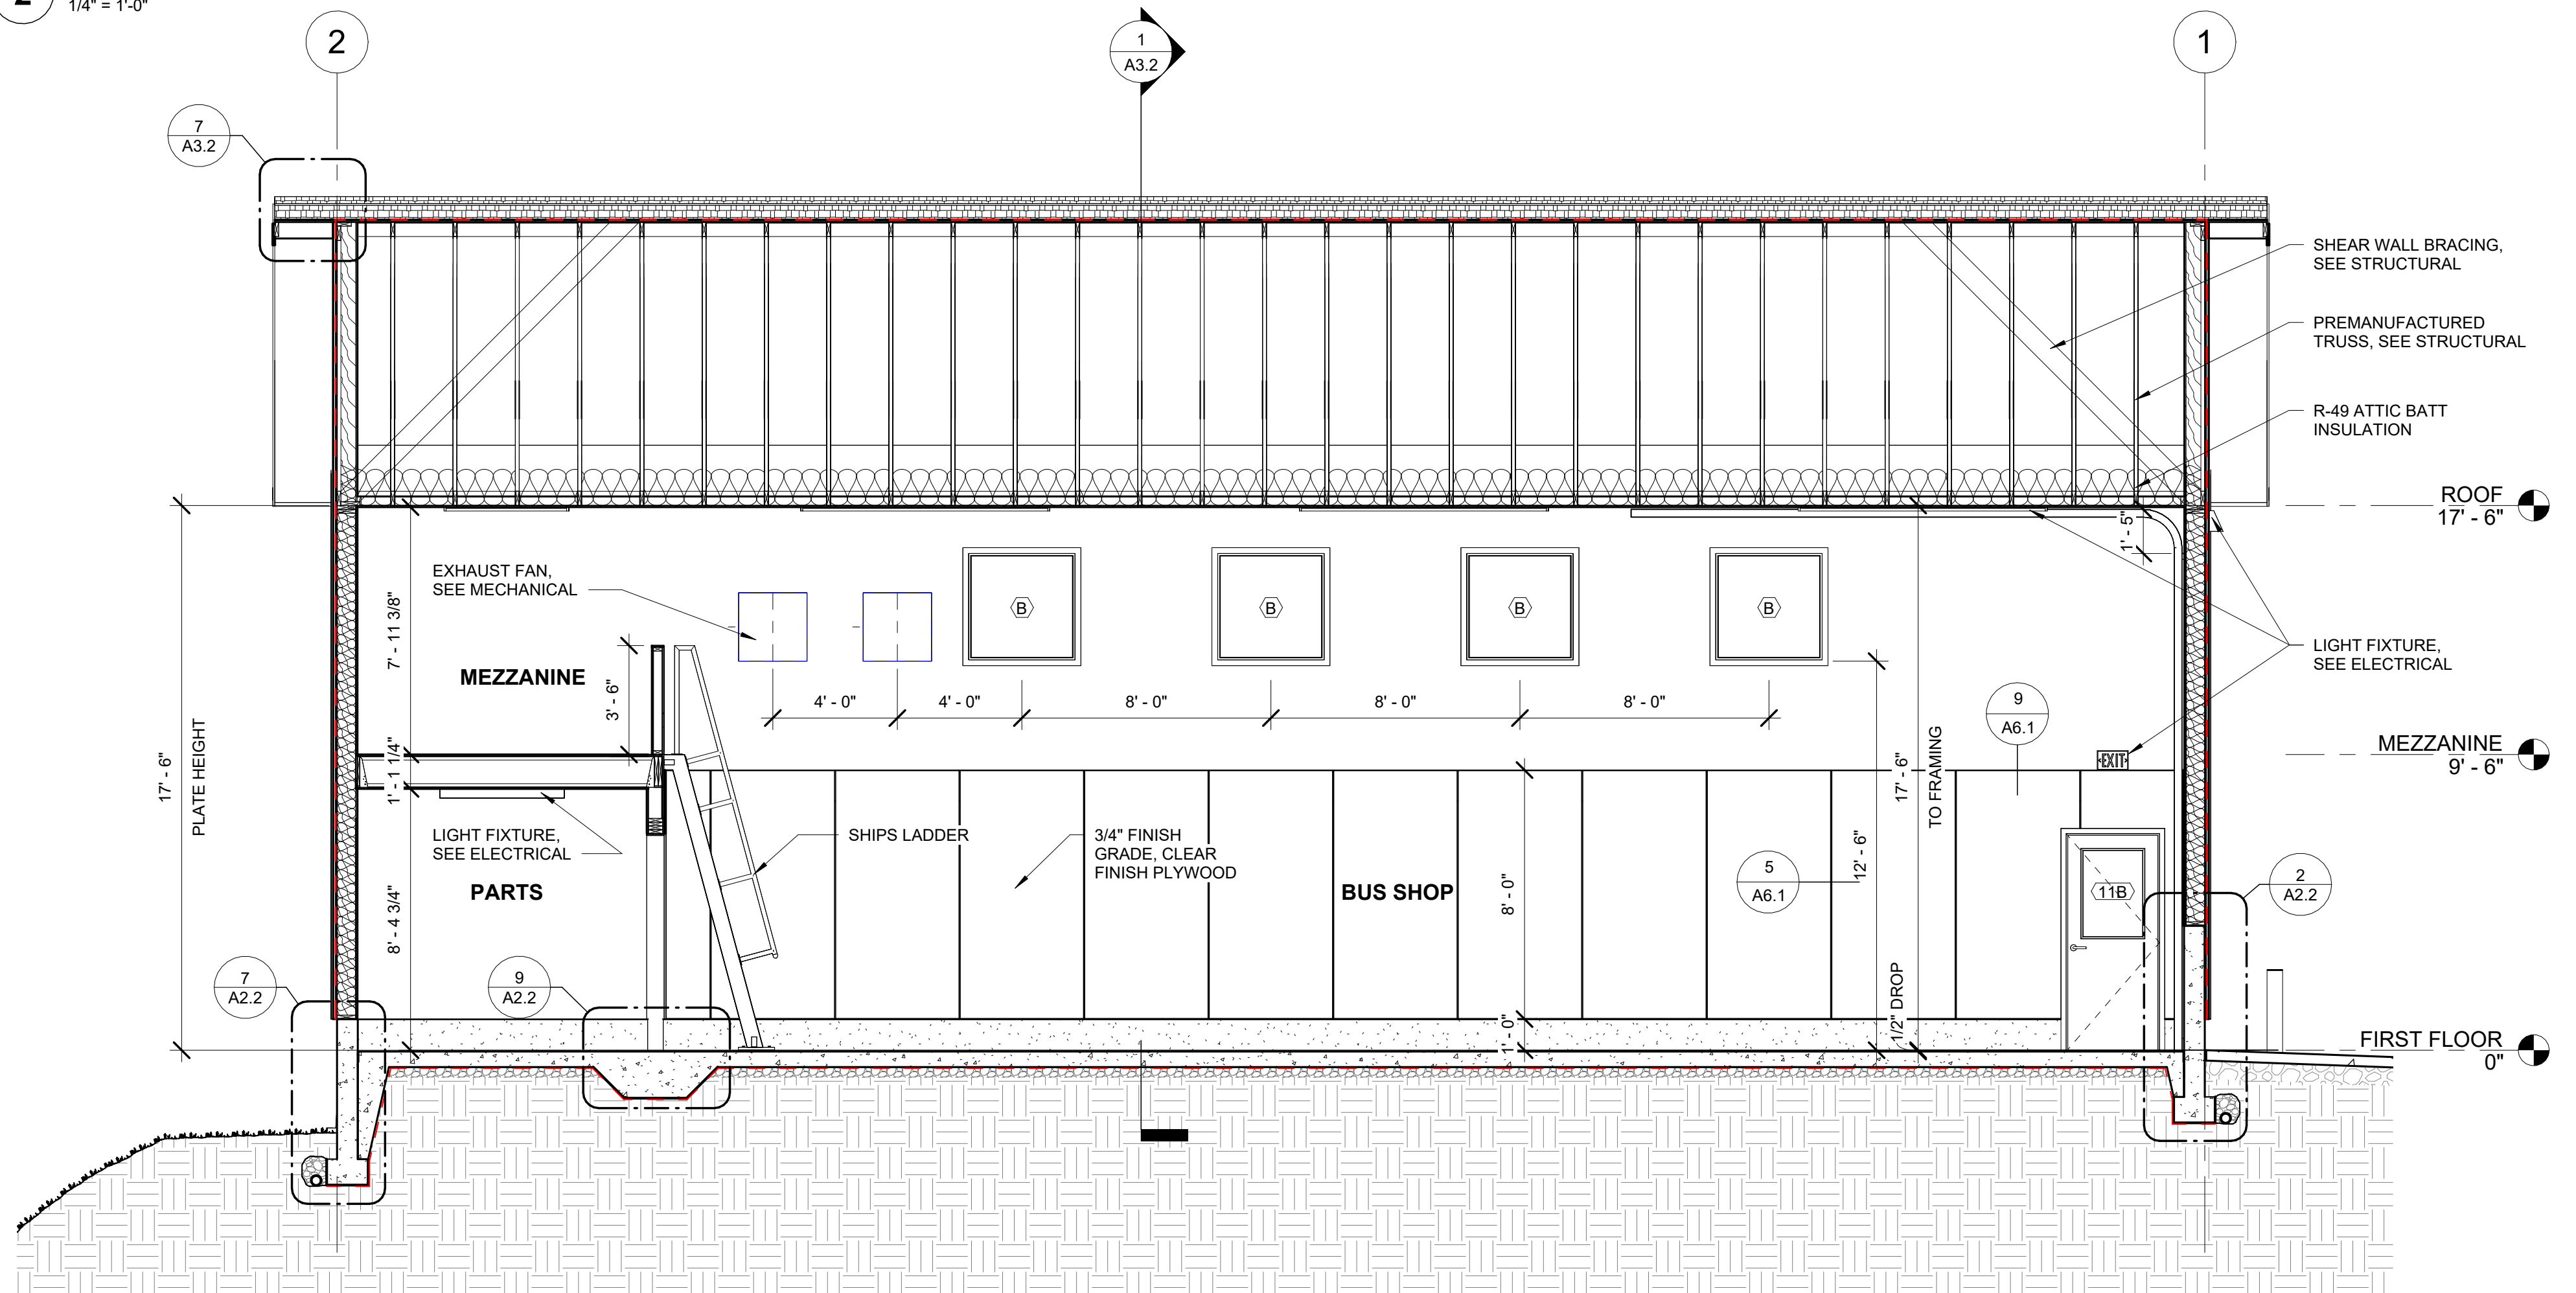 2
1/4" = 1'-0"
2
1
A3.2
1
7
A3.2
SHEAR WALL BRACING,
SEE STRUCTURAL
PREMANUFACTURED
TRUSS, SEE STRUCTURAL
R-49 ATTIC BATT
INSULATION
ROOF
17' - 6"
1' - 5"
EXHAUST FAN,
SEE MECHANICAL
7' - 11 3/8"
B
B
B
B
LIGHT FIXTURE,
SEE ELECTRICAL
MEZZANINE
3' - 6"
4' - 0"
4' - 0"
8' - 0"
8' - 0"
8' - 0"
9
A6.1
MEZZANINE
9' - 6"
EXIT
17' - 6"
PLATE HEIGHT
1' - 1 1/4"
17' - 6"
TO FRAMING
LIGHT FIXTURE,
SEE ELECTRICAL
SHIPS LADDER
3/4" FINISH
GRADE, CLEAR
FINISH PLYWOOD
12' - 6"
PARTS
BUS SHOP
8' - 0"
5
A6.1
11B
2
A2.2
8' - 4 3/4"
7
A2.2
9
A2.2
1' - 0"
1/2" DROP
FIRST FLOOR
0"